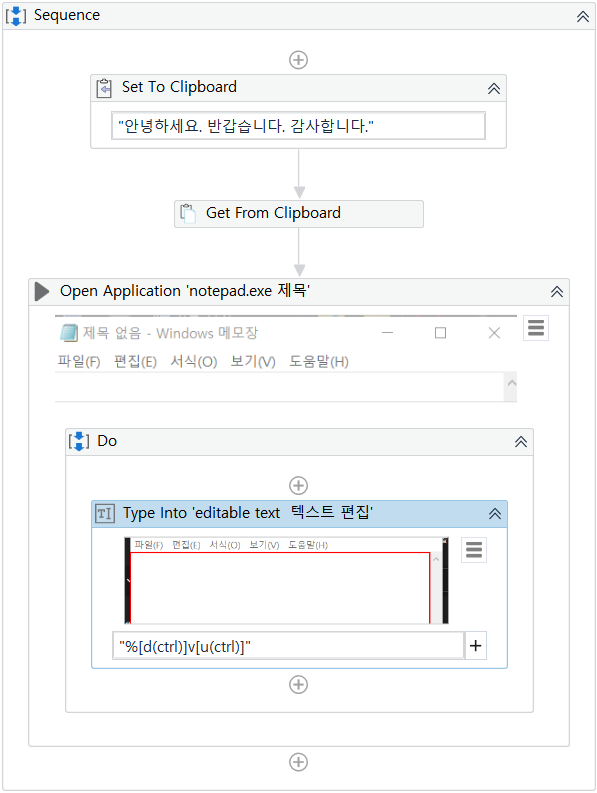 Sequence
Set To Clipboard
"안녕하세요. 반갑습니다. 감사합니다."
Get From Clipboard
Open Application 'notepad.exe 제목'
제목 없음 - Windows 메모장
파일(F) 편집(E) 서식(O) 보기(V) 도움말(H)
Do
Type Into 'editable text  텍스트 편집'
파일(F) 편집(E) 서식(O) 보기(V) 도움말(H)
"%[d(ctrl)]v[u(ctrl)]"